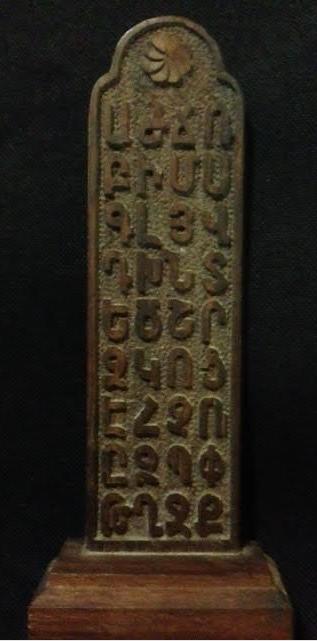 Ա Ժ Ճ Ռ
Բ Ի Մ Ս
Գ Լ Յ Վ
Դ Խ Ն Տ
Ե Ծ Շ Ր
Զ Կ Ո Ց
Է Հ Չ Ւ
Ը Ձ Պ Փ
Թ Ղ Ջ Ք